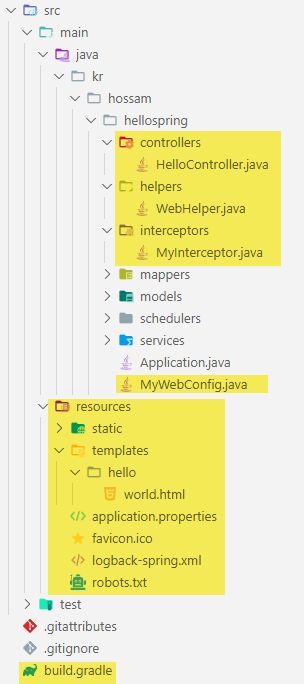 src
main
java
kr
hossam
hellospring
controllers
HelloController.java
helpers
WebHelper.java
interceptors
MyInterceptor.java
mappers
models
schedulers
services
Application.java
MyWebConfig.java
resources
static
templates
hello
world.html
application.properties
favicon.ico
logback-spring.xml
robots.txt
test
.gitattributes
.gitignore
build.gradle